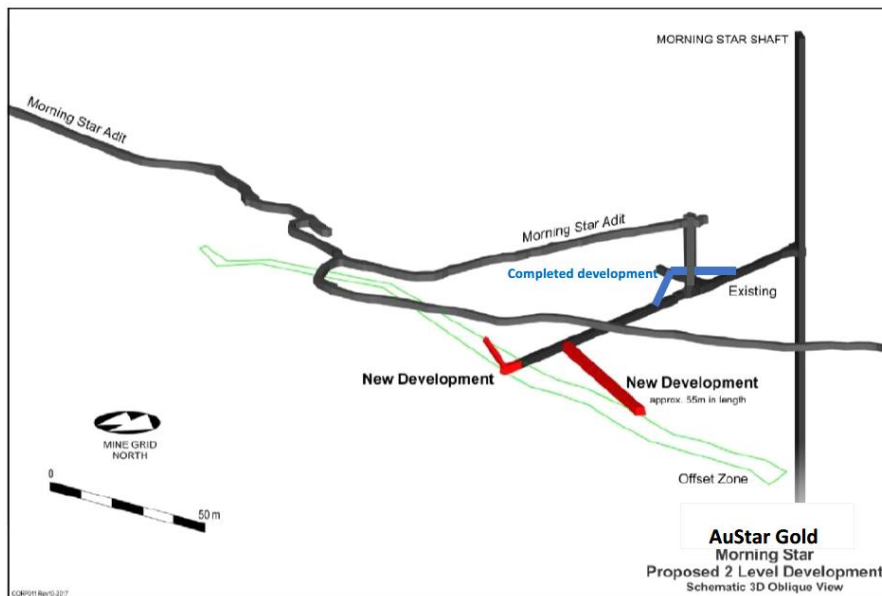 MORNING STAR SHAFT
Morning Star Adit
Morning Star Adit
Completed development
Existing
New Development
New Development
approx. 55m in length
MINE GRID
NORTH
0
50 m
Offset Zone
AuStar Gold
Morning Star
Proposed 2 Level Development
Schematic 3D Oblique View